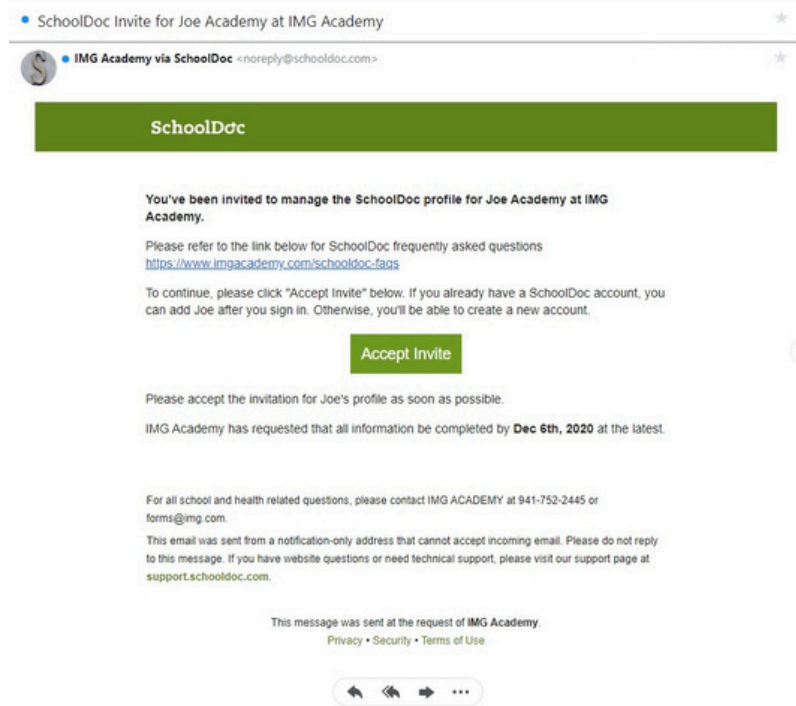 SchoolDoc Invite for Joe Academy at IMG Academy
IMG Academy via SchoolDoc <noreply@schooldoc.com>
SchoolDoc
You've been invited to manage the SchoolDoc profile for Joe Academy at IMG
Academy.
Please refer to the link below for SchoolDoc frequently asked questions
https://www.imgacademy.com/schooldoc-faqs
To continue, please click "Accept Invite" below. If you already have a SchoolDoc account, you
can add Joe after you sign in. Otherwise, you'll be able to create a new account.
Accept Invite
Please accept the invitation for Joe's profile as soon as possible.
IMG Academy has requested that all information be completed by Dec 6th, 2020 at the latest.
For all school and health related questions, please contact IMG ACADEMY at 941-752-2445 or
forms@img.com.
This email was sent from a notification-only address that cannot accept incoming email. Please do not reply
to this message. If you have website questions or need technical support, please visit our support page at
support.schooldoc.com.
This message was sent at the request of IMG Academy.
Privacy • Security • Terms of Use